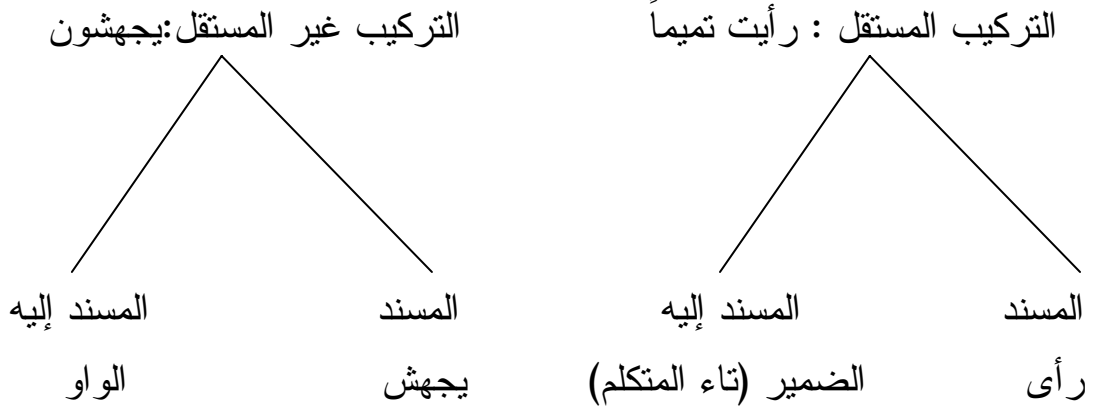 التركيب المستقل : رأيت تميماً
التركيب غير المستقل:يجهشون
المسند المسند إليه
المسند المسند إليه
رأى الضمير (تاء المتكلم)
يجهش الواو